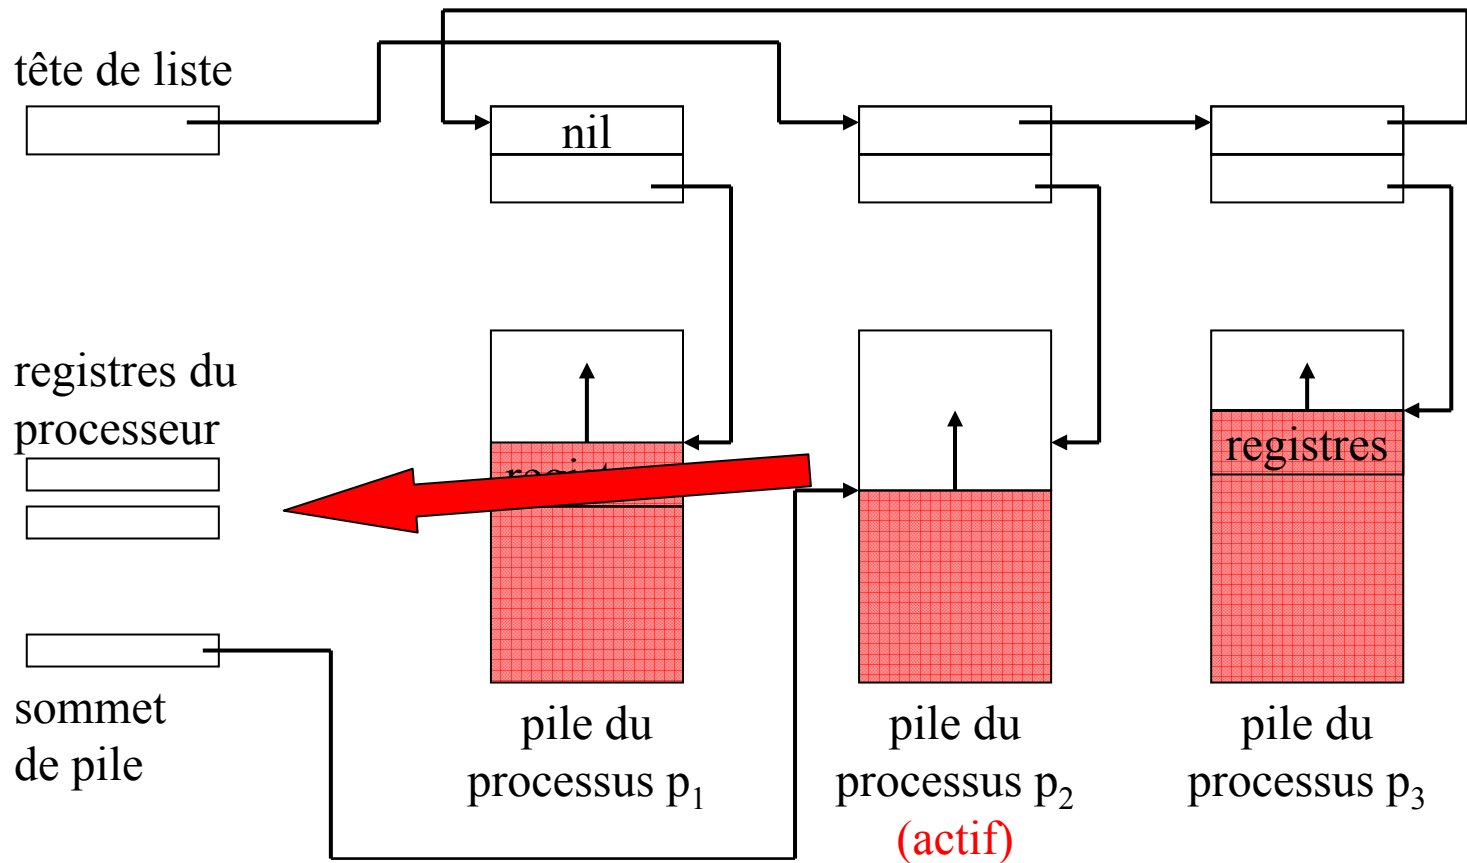 tête de liste
nil
registres du
processeur
registres
sommet
de pile
pile du
processus p₁
pile du
processus p₂
(actif)
pile du
processus p₃